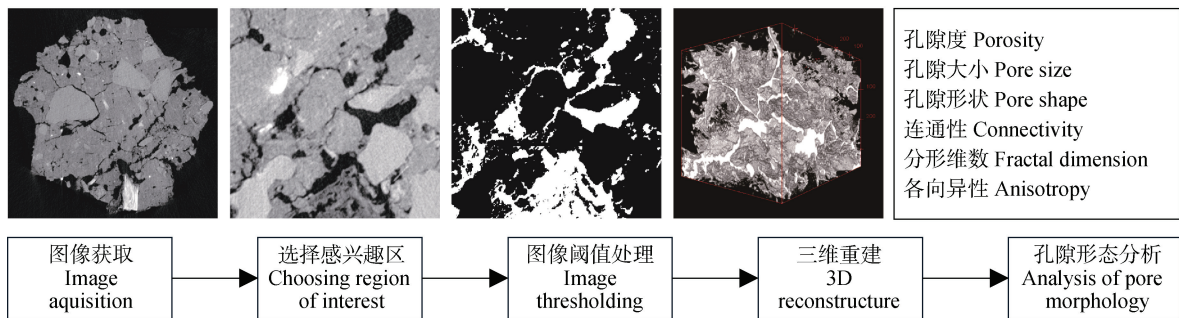 孔隙度 Porosity
孔隙大小 Pore size
孔隙形状 Pore shape
连通性 Connectivity
分形维数 Fractal dimension
各向异性 Anisotropy
图像获取
Image
aquisition
选择感兴趣区
Choosing region
of interest
图像阈值处理
Image
thresholding
三维重建
3D
reconstructure
孔隙形态分析
Analysis of pore
morphology